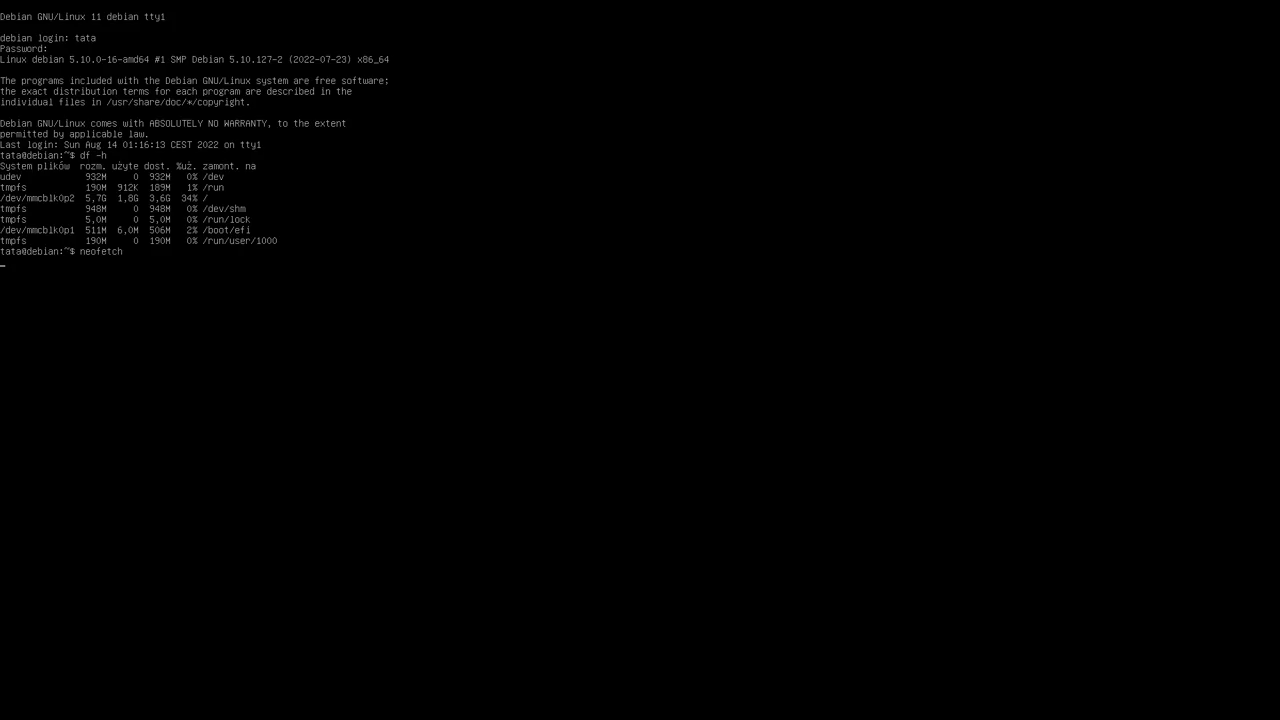 Debian GNU/Linux 11 debian tty1
debian login: tata
Password:
Linux debian 5.10.0-16-amd64 #1 SMP Debian 5.10.127-2 (2022-07-23) x86_64
The programs included with the Debian GNU/Linux system are free software;
the exact distribution terms for each program are described in the
individual files in /usr/share/doc/*/copyright.
Debian GNU/Linux comes with ABSOLUTELY NO WARRANTY, to the extent
permitted by applicable law.
Last login: Sun Aug 14 01:16:13 CEST 2022 on tty1
tata@debian:~$ df -h
System plików  rozm. użyte dost. %uż. zamont. na
udev            932M     0  932M   0% /dev
tmpfs           190M  912K  189M   1% /run
/dev/mmcblk0p2  5,7G  1,8G  3,6G  34% /
tmpfs           948M     0  948M   0% /dev/shm
tmpfs           5,0M     0  5,0M   0% /run/lock
/dev/mmcblk0p1  511M  6,0M  506M   2% /boot/efi
tmpfs           190M     0  190M   0% /run/user/1000
tata@debian:~$ neofetch